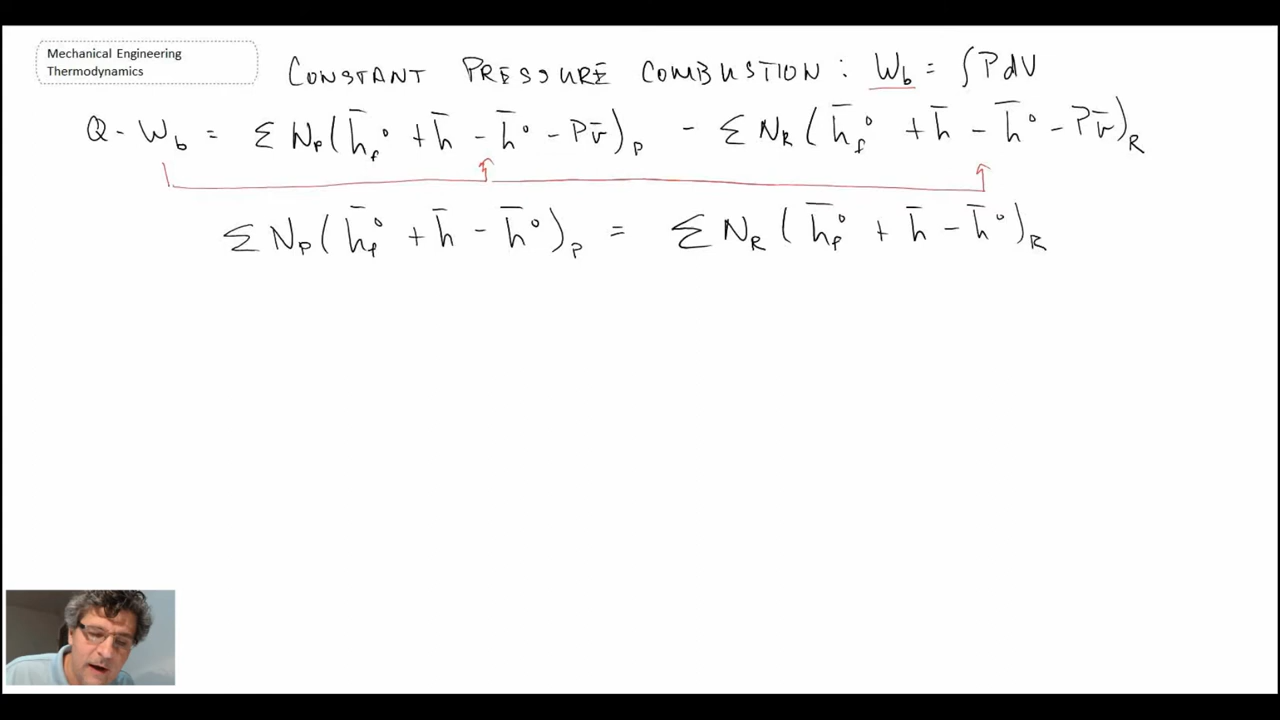 Mechanical Engineering
Thermodynamics
CONSTANT PRESSURE COMBUSTION: W_b = ∫PdV
Q - W_b = Σ N_P(h̄_f° + h̄ - h̄° - Pv̄)_P - Σ N_R(h̄_f° + h̄ - h̄° - Pv̄)_R
Σ N_P(h̄_f° + h̄ - h̄°)_P = Σ N_R(h̄_f° + h̄ - h̄°)_R